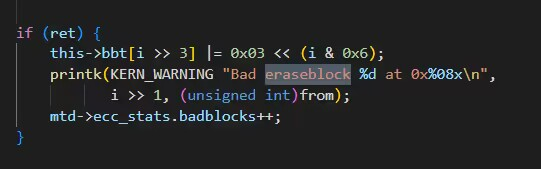 if (ret) {
this->bbt[i >> 3] |= 0x03 << (i & 0x6);
printk(KERN_WARNING "Bad eraseblock %d at 0x%08x\n",
i >> 1, (unsigned int)from);
mtd->ecc_stats.badblocks++;
}